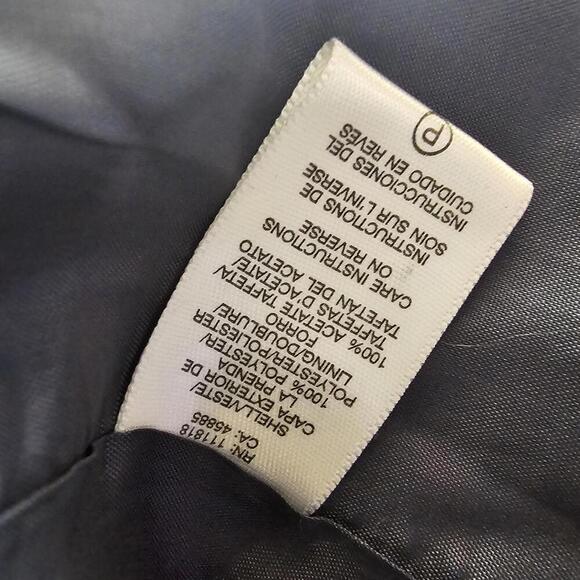 RN: 111818
CA: 45885
SHELL/VESTE/
CAPA EXTERIOR DE
LA PRENDA
100% POLYESTER/
POLYESTER/POLIESTER
LINING/DOUBLURE/
FORRO
100% ACETATE TAFFETA/
TAFFETAS D'ACETATE/
TAFETAN DEL ACETATO
CARE INSTRUCTIONS
ON REVERSE
INSTRUCTIONS DE
SOIN SUR L'INVERSE
INSTRUCCIONES DEL
CUIDADO EN REVÉS
P